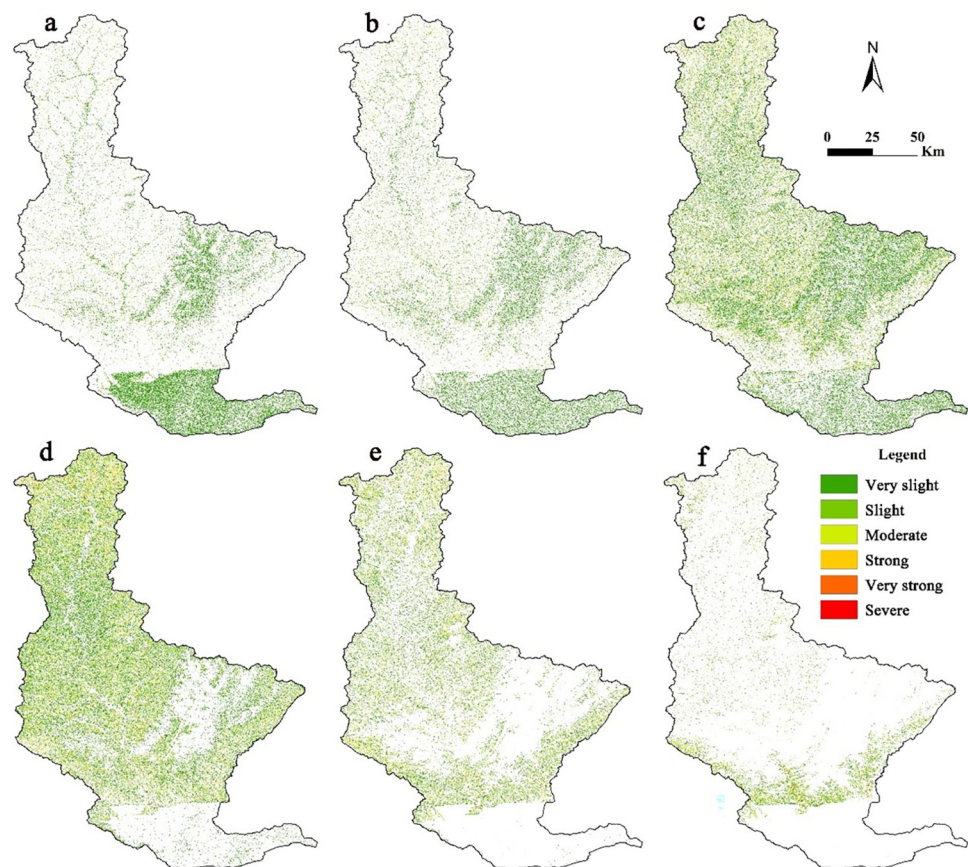 a
b
c
N
0 25 50
Km
d
e
f
Legend
Very slight
Slight
Moderate
Strong
Very strong
Severe